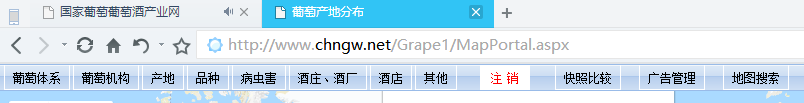 国家葡萄葡萄酒产业网 葡萄产地分布
http://www.chngw.net/Grape1/MapPortal.aspx
葡萄体系 葡萄机构 产地 品种 病虫害 酒庄、酒厂 酒店 其他 注 销 快照比较 广告管理 地图搜索